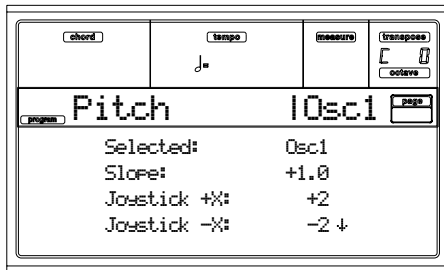 chord tempo measure transpose
♩= C 0
octave
program Pitch |Osc1 page
Selected: Osc1
Slope: +1.0
Joystick +X: +2
Joystick -X: -2 ↓